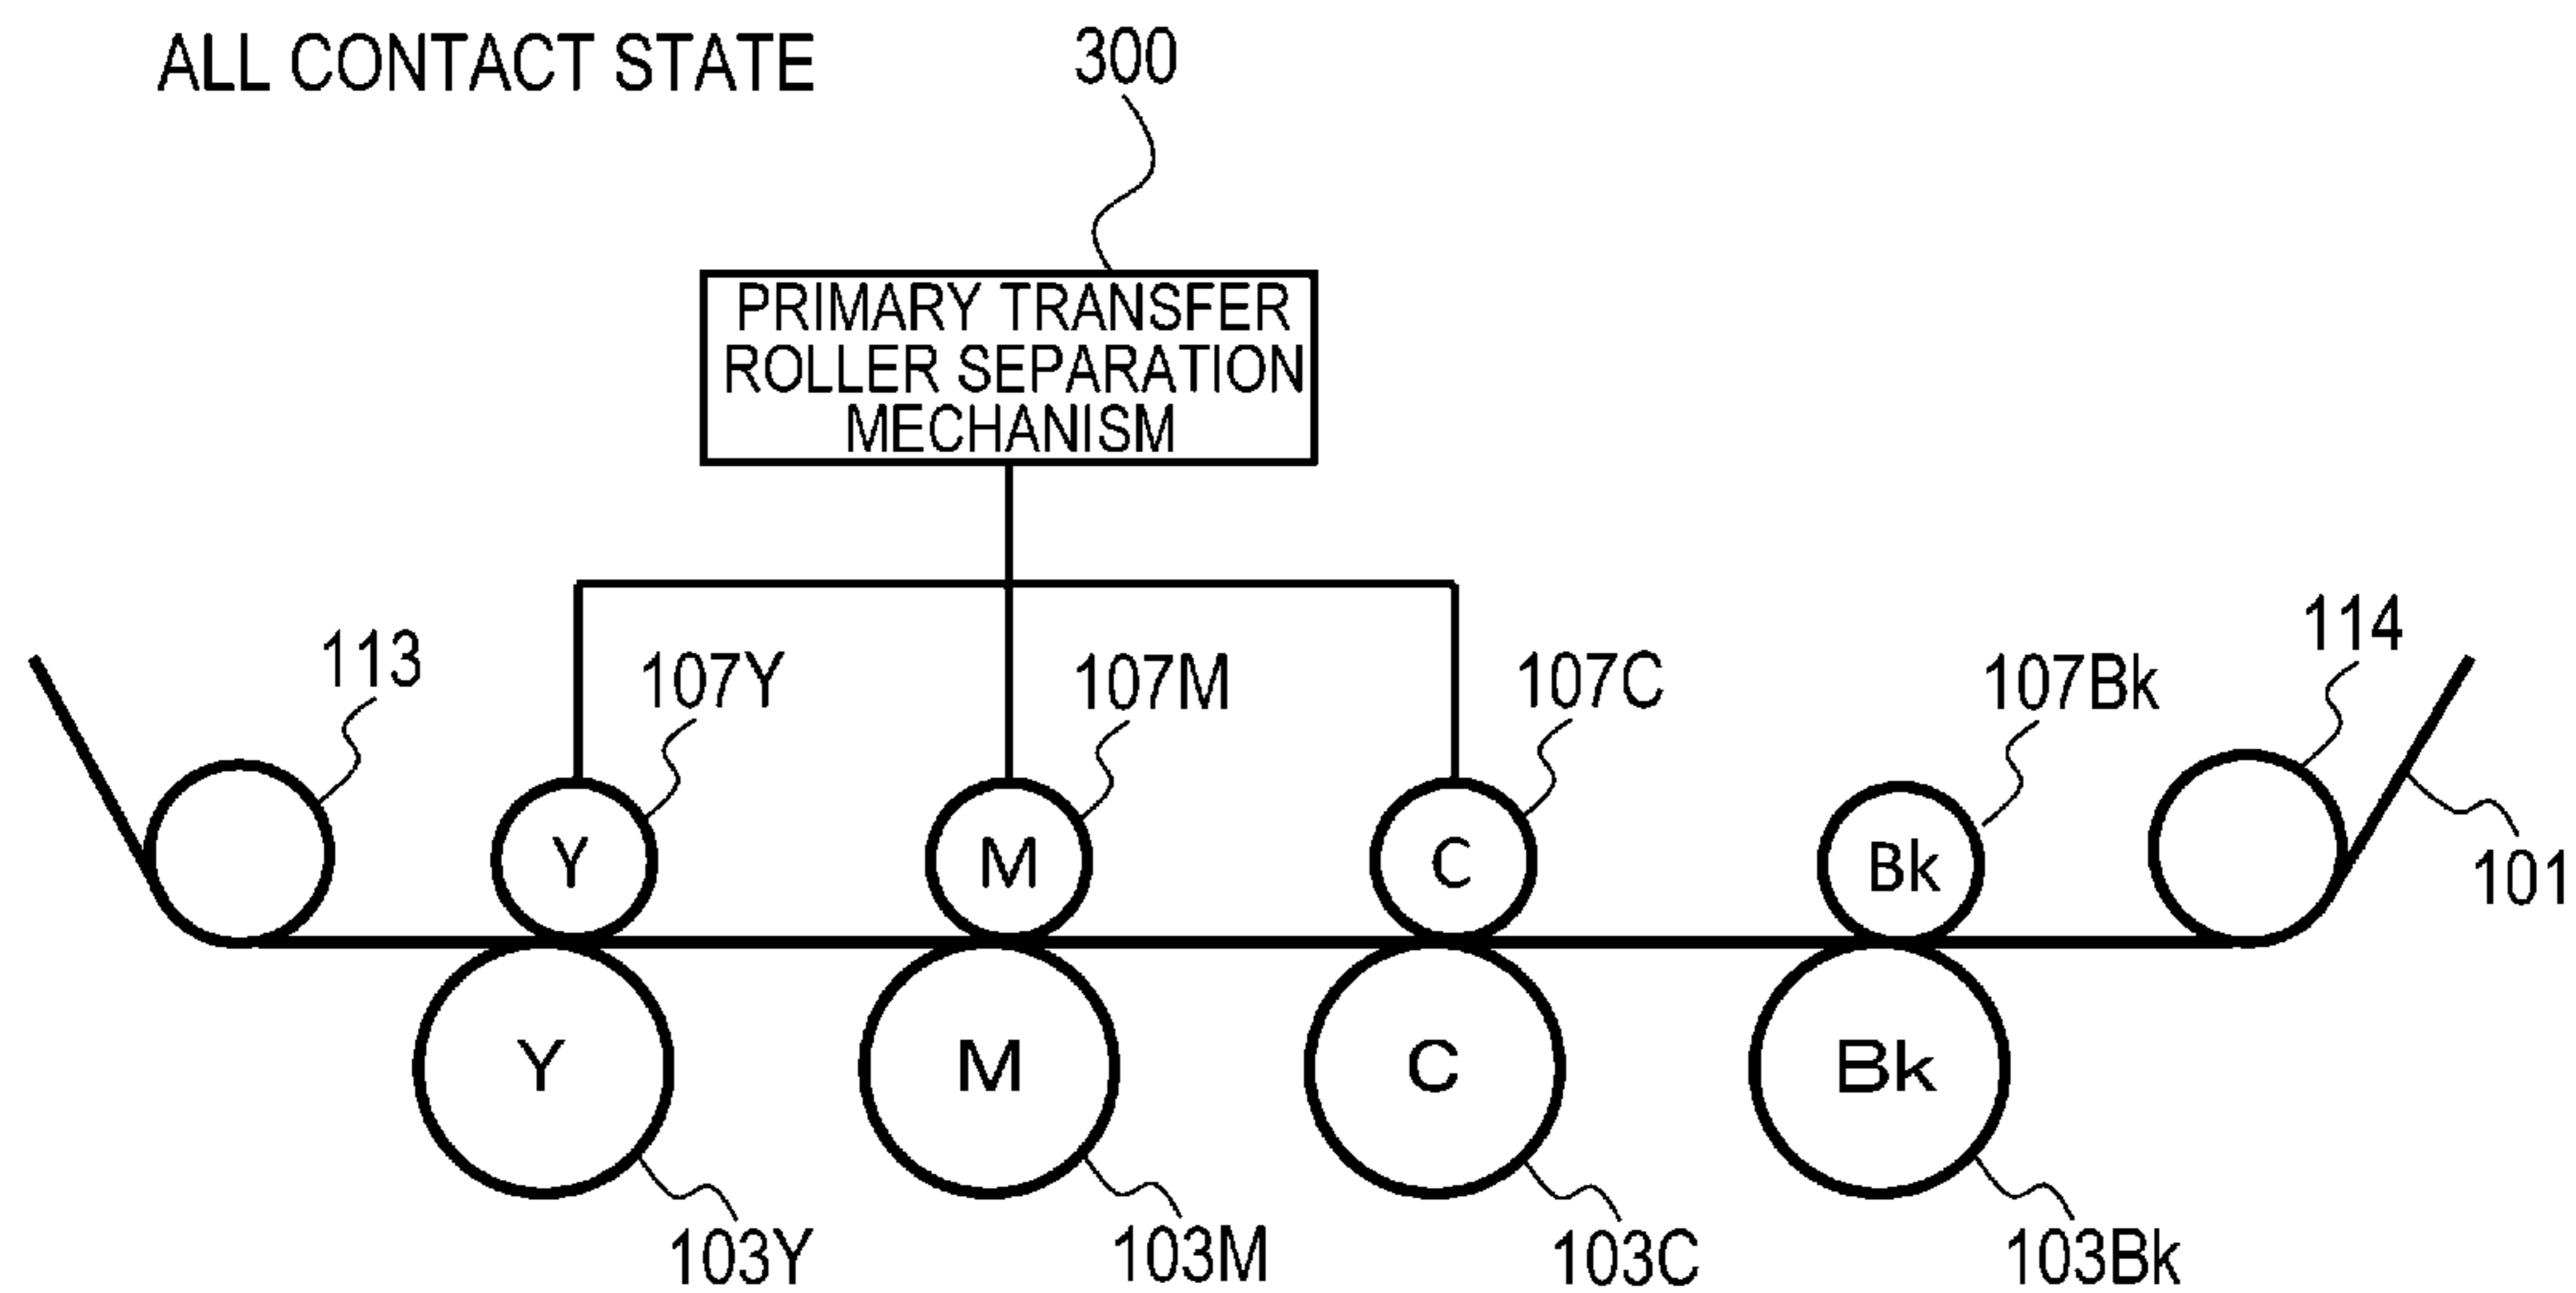 ALL CONTACT STATE
300
PRIMARY TRANSFER
ROLLER SEPARATION
MECHANISM
113
107Y
107M
107C
107Bk
114
Y
M
C
Bk
101
Y
M
C
Bk
103Y
103M
103C
103Bk